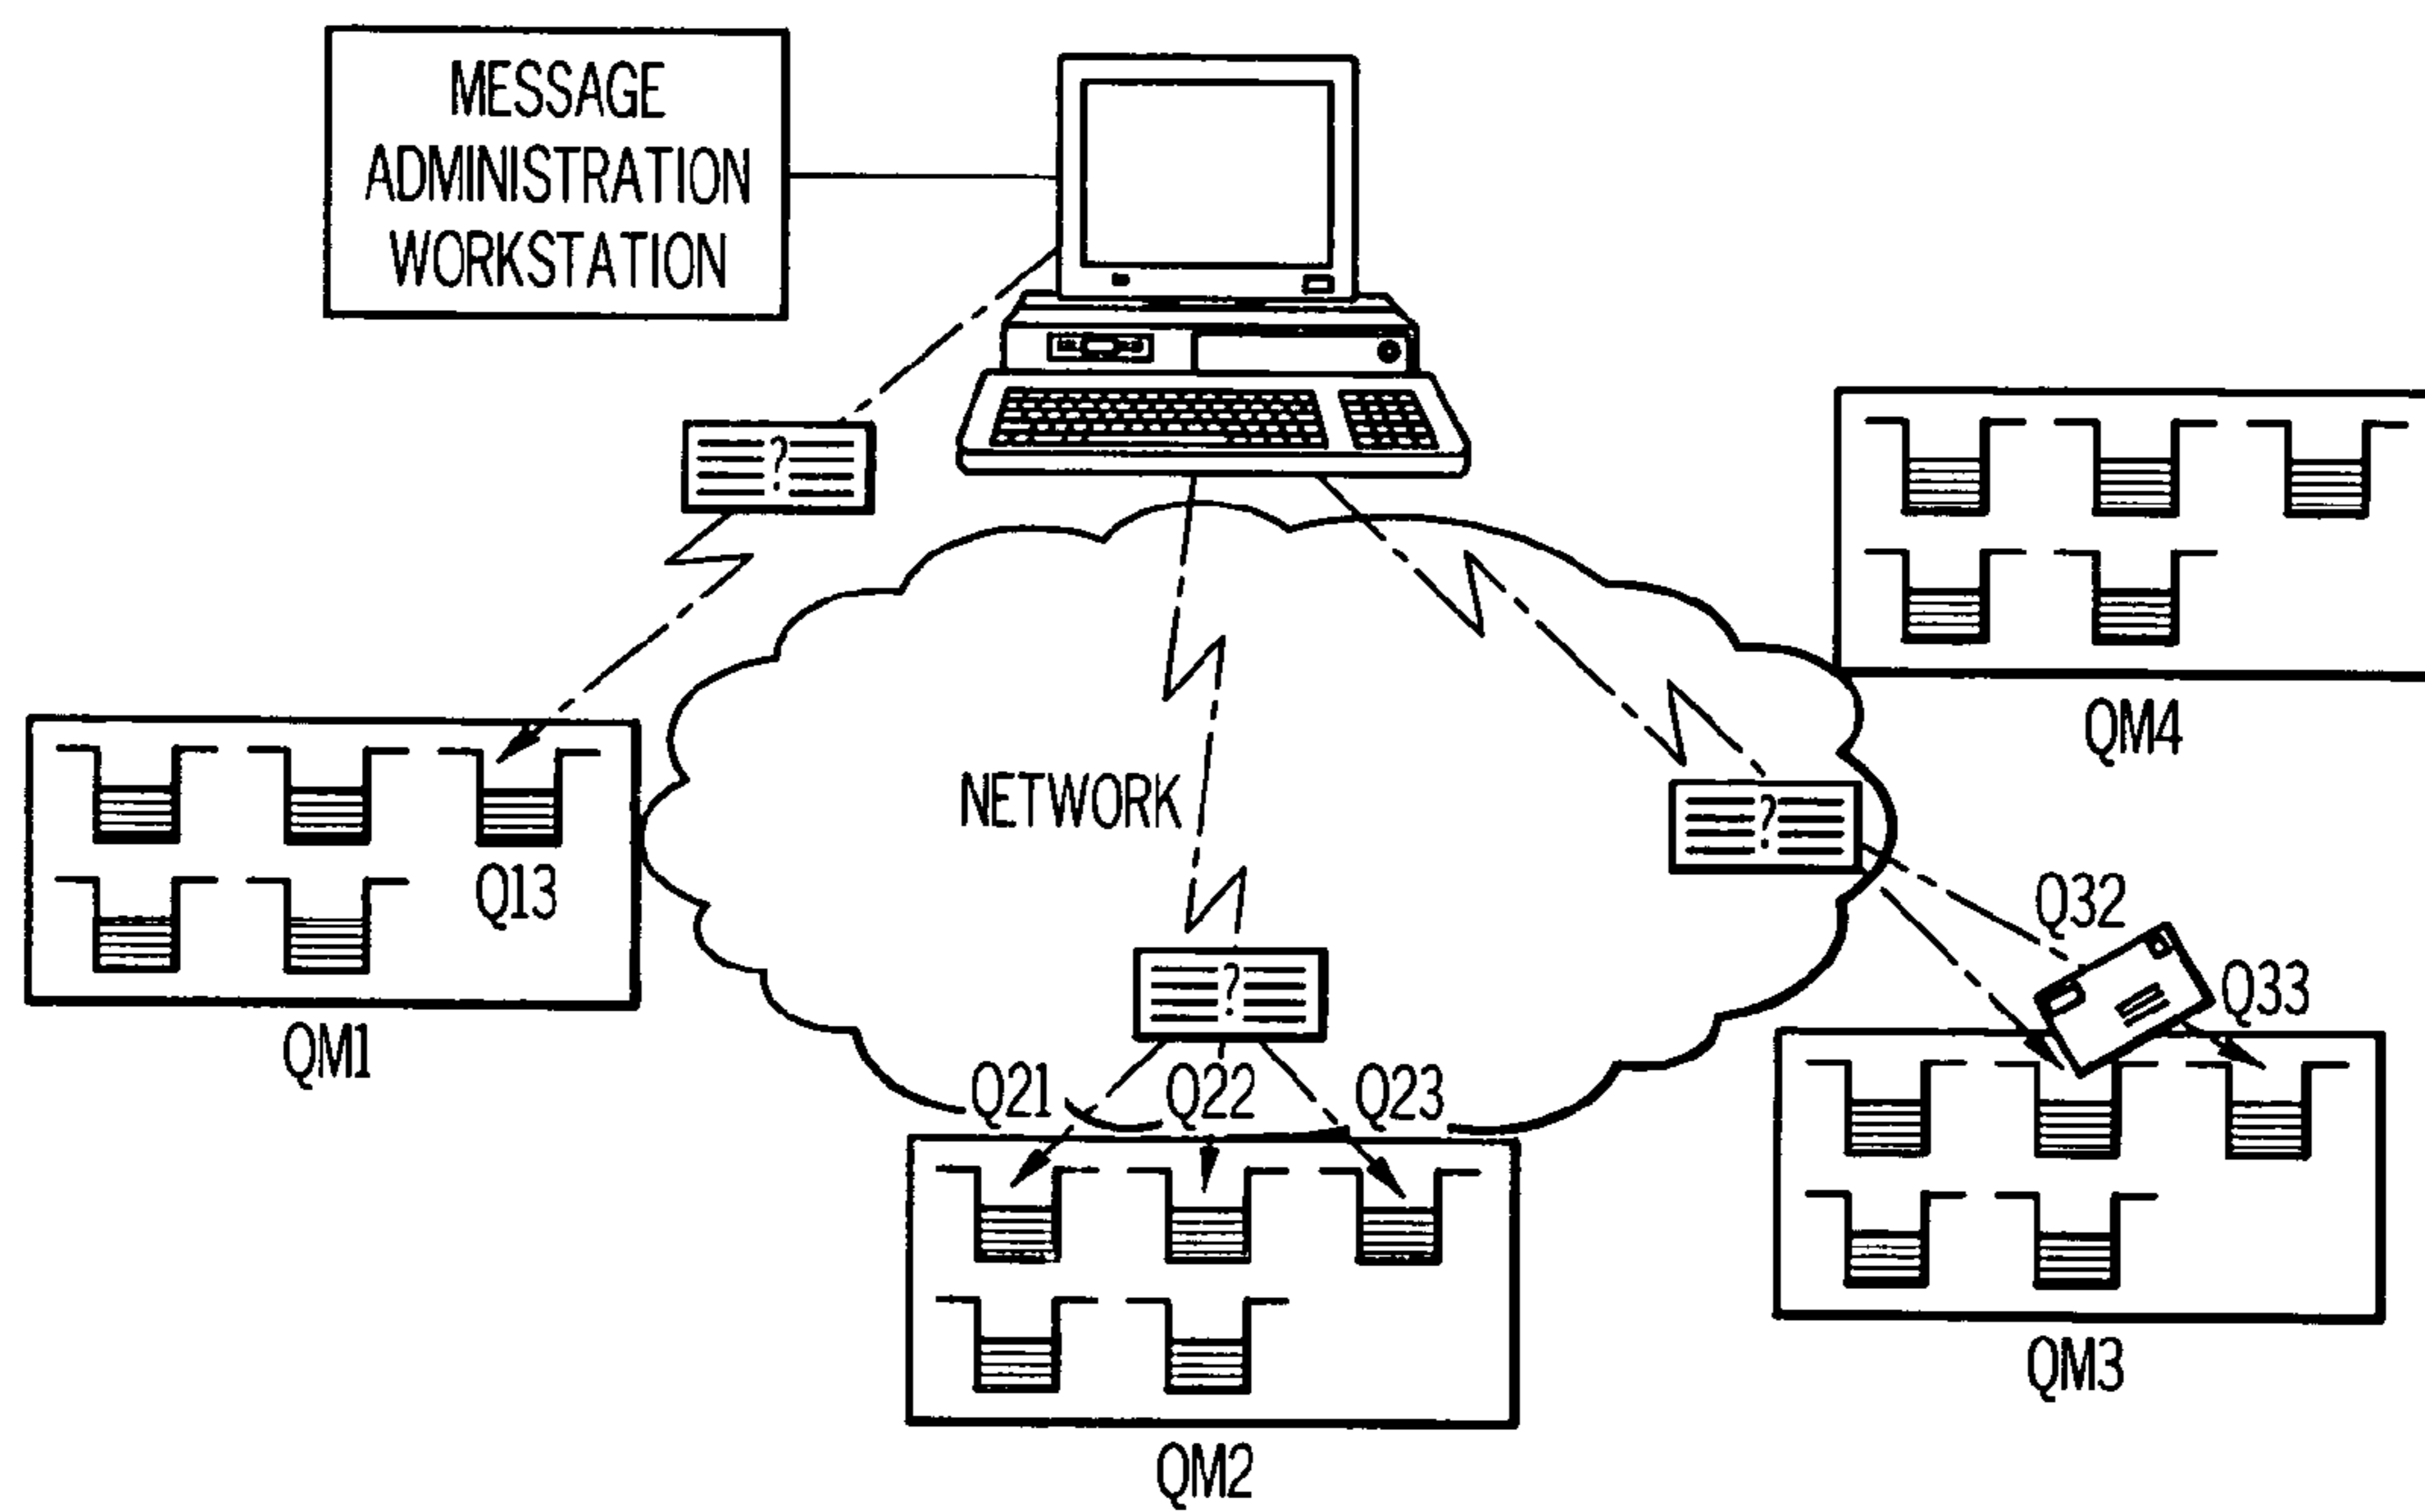 MESSAGE
ADMINISTRATION
WORKSTATION
?
QM4
NETWORK
?
Q13
Q32
?
Q33
QM1
Q21 Q22 Q23
QM3
QM2